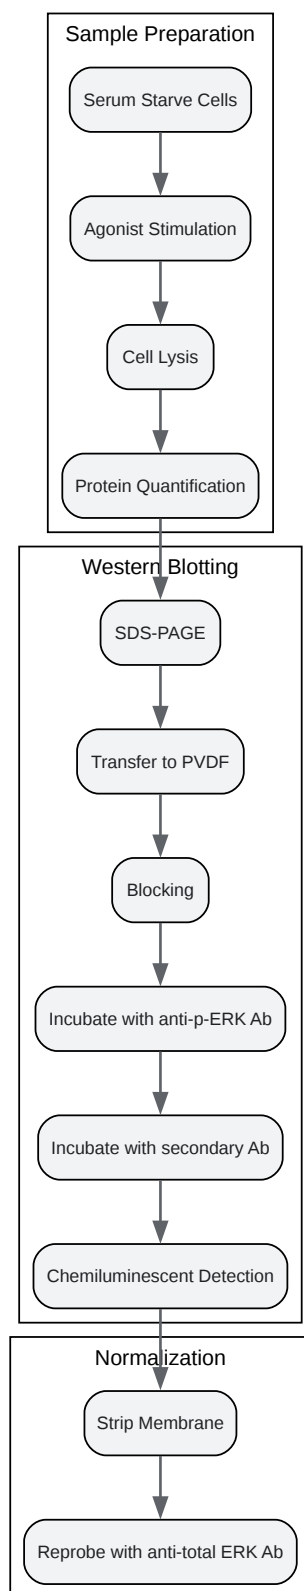 Sample Preparation
Serum Starve Cells
Agonist Stimulation
Cell Lysis
Protein Quantification
Western Blotting
SDS-PAGE
Transfer to PVDF
Blocking
Incubate with anti-p-ERK Ab
Incubate with secondary Ab
Chemiluminescent Detection
Normalization
Strip Membrane
Reprobe with anti-total ERK Ab